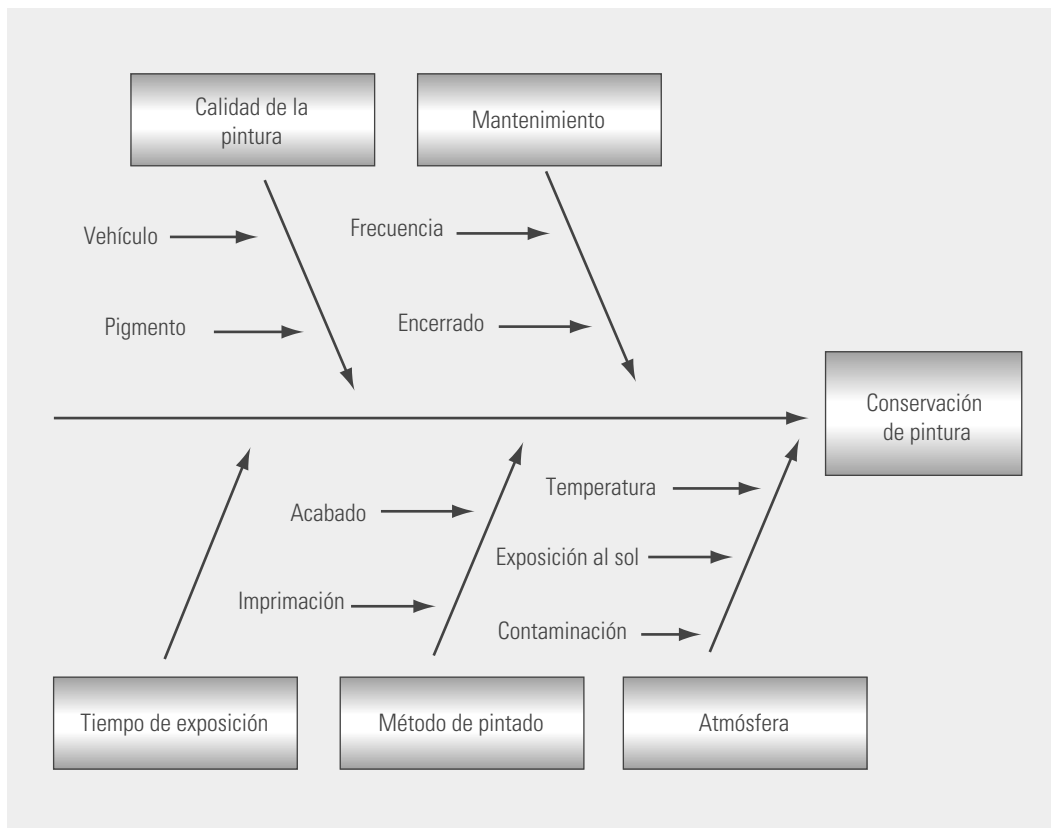 Calidad de la
pintura
Mantenimiento
Vehículo
Frecuencia
Pigmento
Encerrado
Conservación
de pintura
Temperatura
Acabado
Exposición al sol
Imprimación
Contaminación
Tiempo de exposición
Método de pintado
Atmósfera